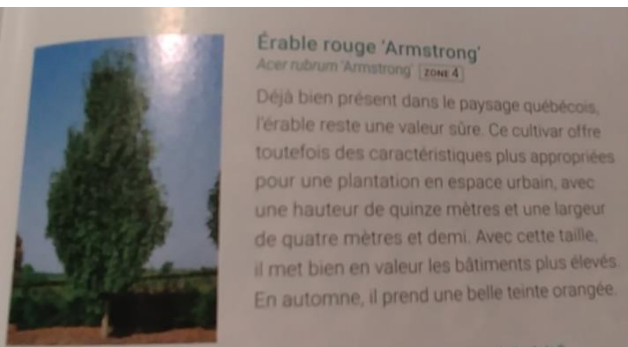 Érable rouge 'Armstrong'
Acer rubrum 'Armstrong' ZONE 4
Déjà bien présent dans le paysage québécois,
l'érable reste une valeur sûre. Ce cultivar offre
toutefois des caractéristiques plus appropriées
pour une plantation en espace urbain, avec
une hauteur de quinze mètres et une largeur
de quatre mètres et demi. Avec cette taille,
il met bien en valeur les bâtiments plus élevés.
En automne, il prend une belle teinte orangée.